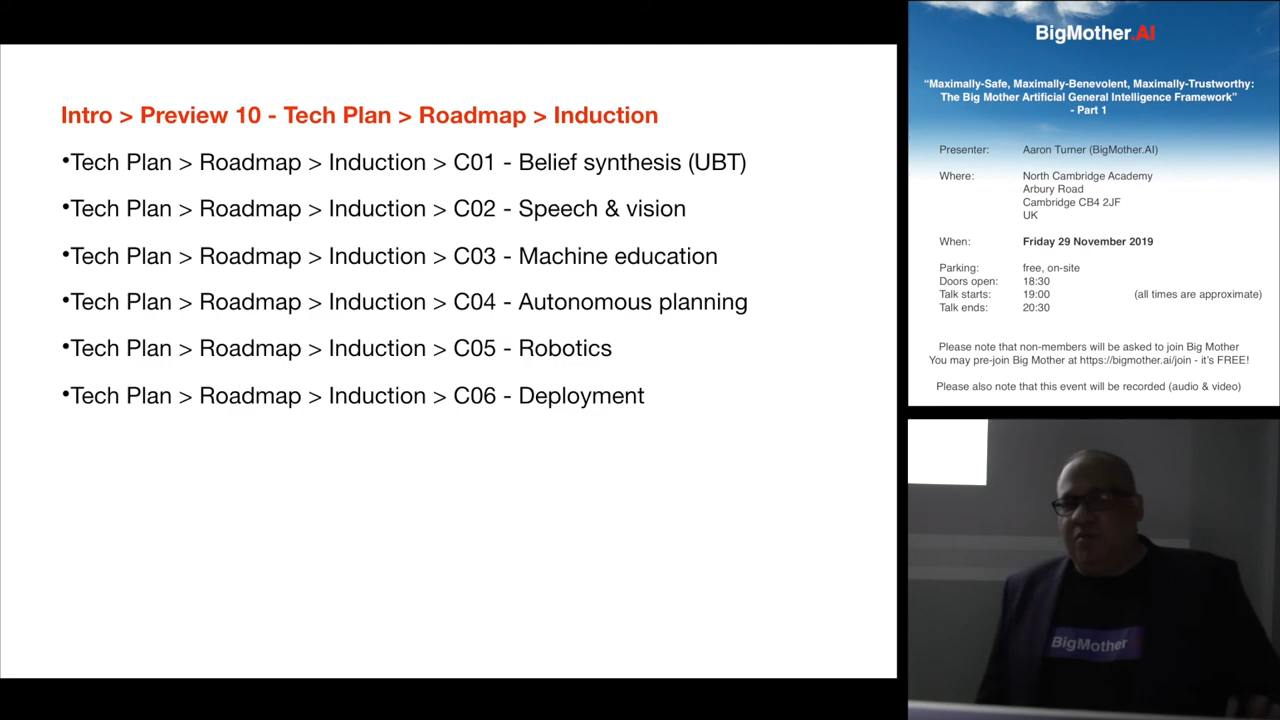 Intro > Preview 10 - Tech Plan > Roadmap > Induction
•Tech Plan > Roadmap > Induction > C01 - Belief synthesis (UBT)
•Tech Plan > Roadmap > Induction > C02 - Speech & vision
•Tech Plan > Roadmap > Induction > C03 - Machine education
•Tech Plan > Roadmap > Induction > C04 - Autonomous planning
•Tech Plan > Roadmap > Induction > C05 - Robotics
•Tech Plan > Roadmap > Induction > C06 - Deployment
BigMother.AI
“Maximally-Safe, Maximally-Benevolent, Maximally-Trustworthy:
The Big Mother Artificial General Intelligence Framework”
- Part 1
Presenter: Aaron Turner (BigMother.AI)
Where: North Cambridge Academy
Arbury Road
Cambridge CB4 2JF
UK
When: Friday 29 November 2019
Parking: free, on-site
Doors open: 18:30
Talk starts: 19:00 (all times are approximate)
Talk ends: 20:30
Please note that non-members will be asked to join Big Mother
You may pre-join Big Mother at https://bigmother.ai/join - it’s FREE!
Please also note that this event will be recorded (audio & video)
BigMother